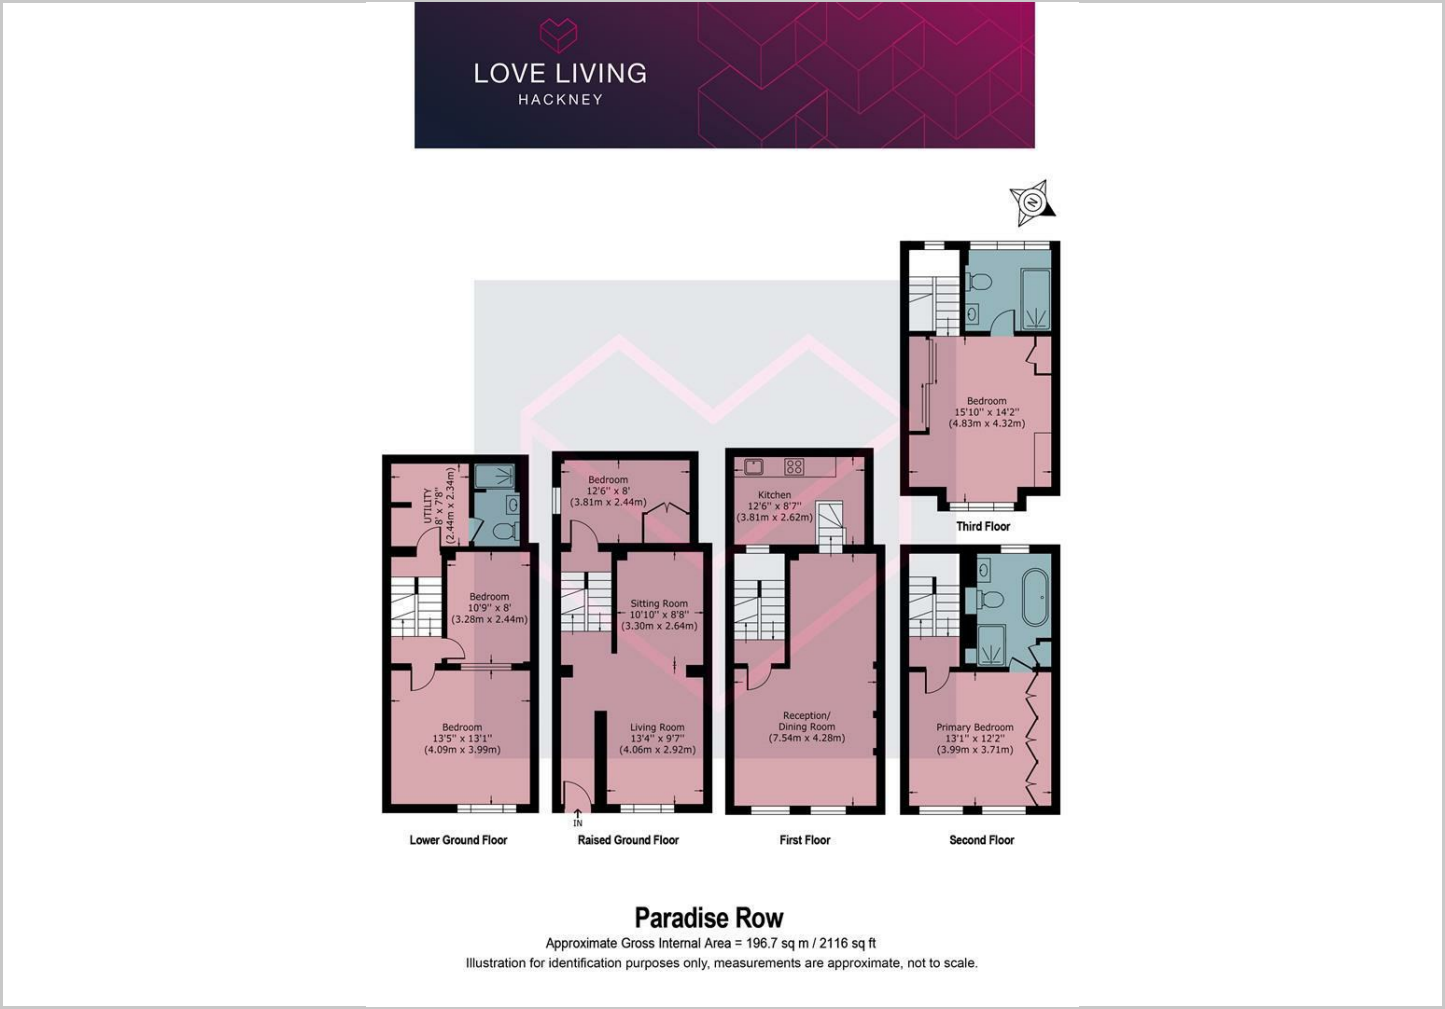 LOVE LIVING
HACKNEY
N
Bedroom
15'10" x 14'2"
(4.83m x 4.32m)
Third Floor
UTILITY
8' x 7'8"
(2.44m x 2.34m)
Bedroom
10'9" x 8'
(3.28m x 2.44m)
Bedroom
13'5" x 13'1"
(4.09m x 3.99m)
Lower Ground Floor
Bedroom
12'6" x 8'
(3.81m x 2.44m)
Sitting Room
10'10" x 8'8"
(3.30m x 2.64m)
Living Room
13'4" x 9'7"
(4.06m x 2.92m)
IN
Raised Ground Floor
Kitchen
12'6" x 8'7"
(3.81m x 2.62m)
Reception/
Dining Room
(7.54m x 4.28m)
First Floor
Primary Bedroom
13'1" x 12'2"
(3.99m x 3.71m)
Second Floor
Paradise Row
Approximate Gross Internal Area = 196.7 sq m / 2116 sq ft
Illustration for identification purposes only, measurements are approximate, not to scale.